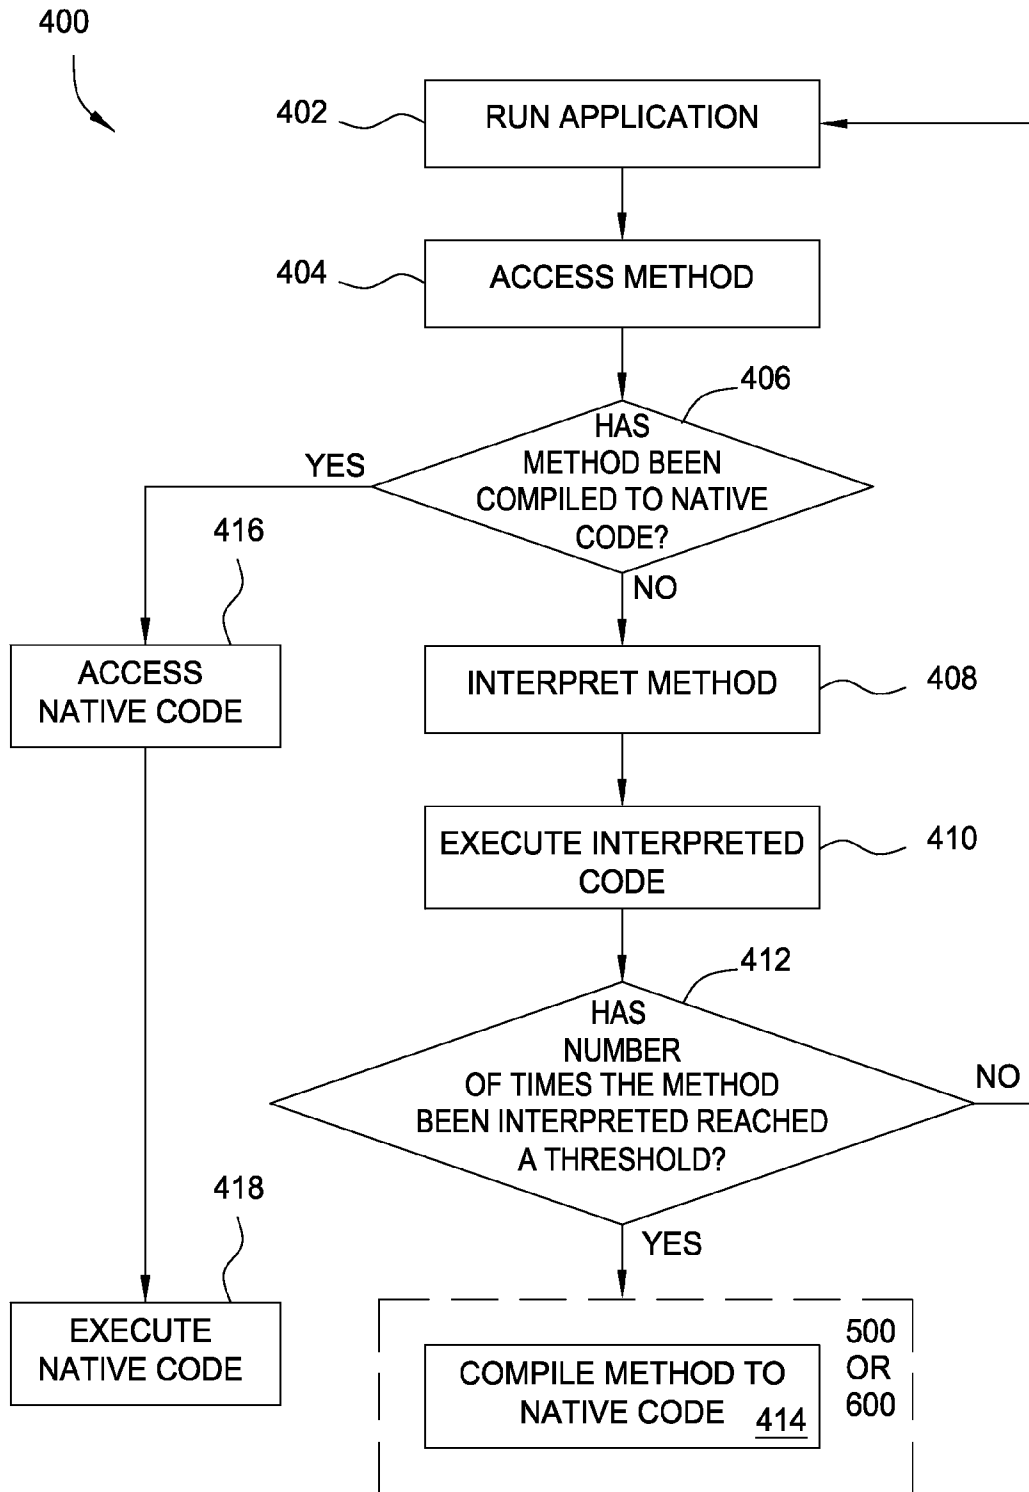 400
402
RUN APPLICATION
404
ACCESS METHOD
406
HAS
METHOD BEEN
COMPILED TO NATIVE
CODE?
YES
NO
416
ACCESS
NATIVE CODE
INTERPRET METHOD
408
EXECUTE INTERPRETED
CODE
410
412
HAS
NUMBER
OF TIMES THE METHOD
BEEN INTERPRETED REACHED
A THRESHOLD?
NO
YES
418
EXECUTE
NATIVE CODE
COMPILE METHOD TO
NATIVE CODE 414
500
OR
600